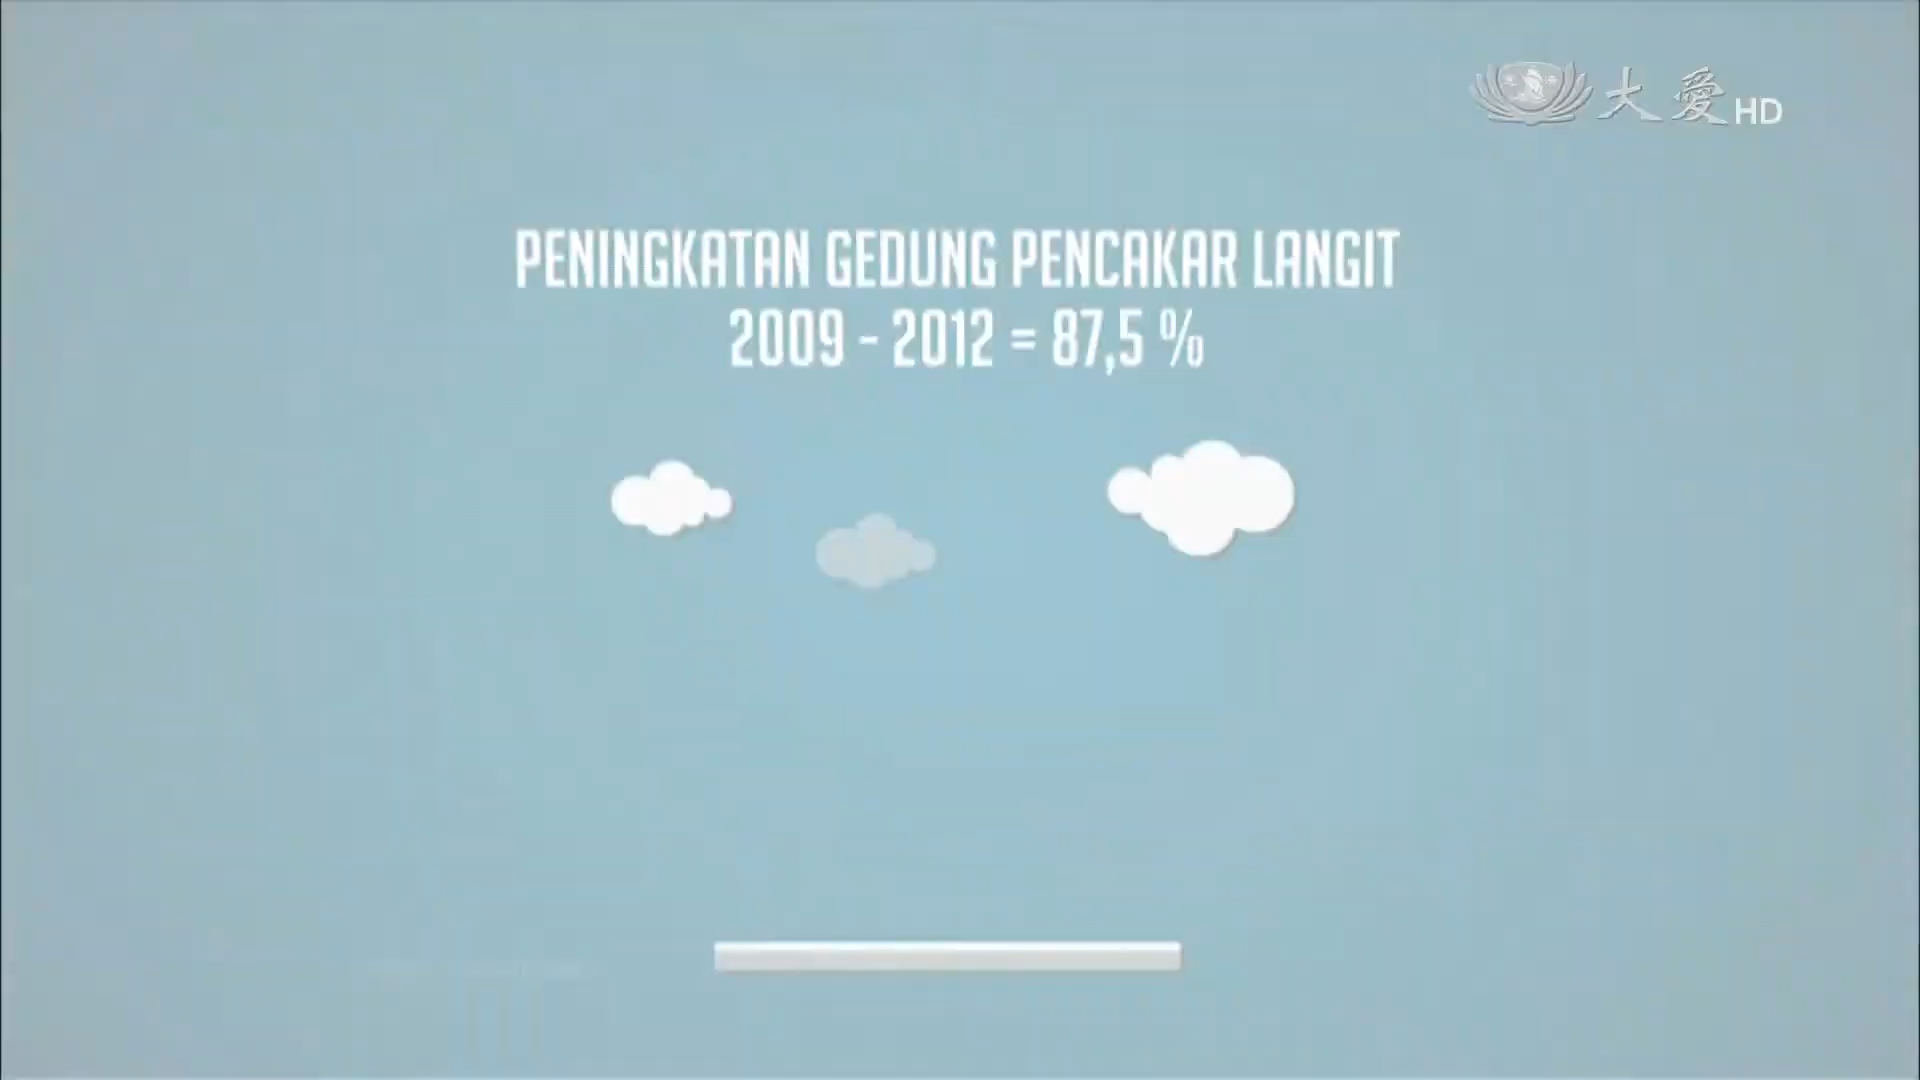 大愛HD
PENINGKATAN GEDUNG PENCAKAR LANGIT
2009 - 2012 = 87,5 %